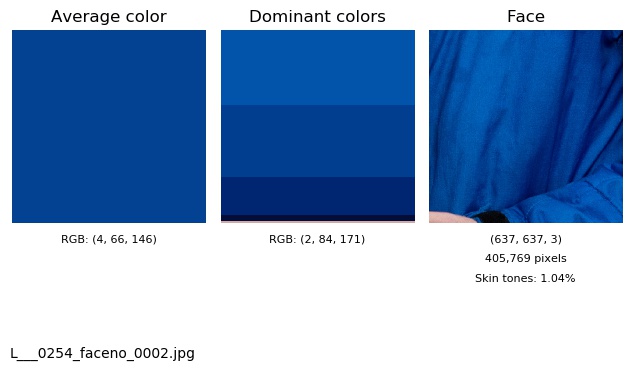 Average color
Dominant colors
Face
RGB: (4, 66, 146)
RGB: (2, 84, 171)
(637, 637, 3)
405,769 pixels
Skin tones: 1.04%
L___0254_faceno_0002.jpg